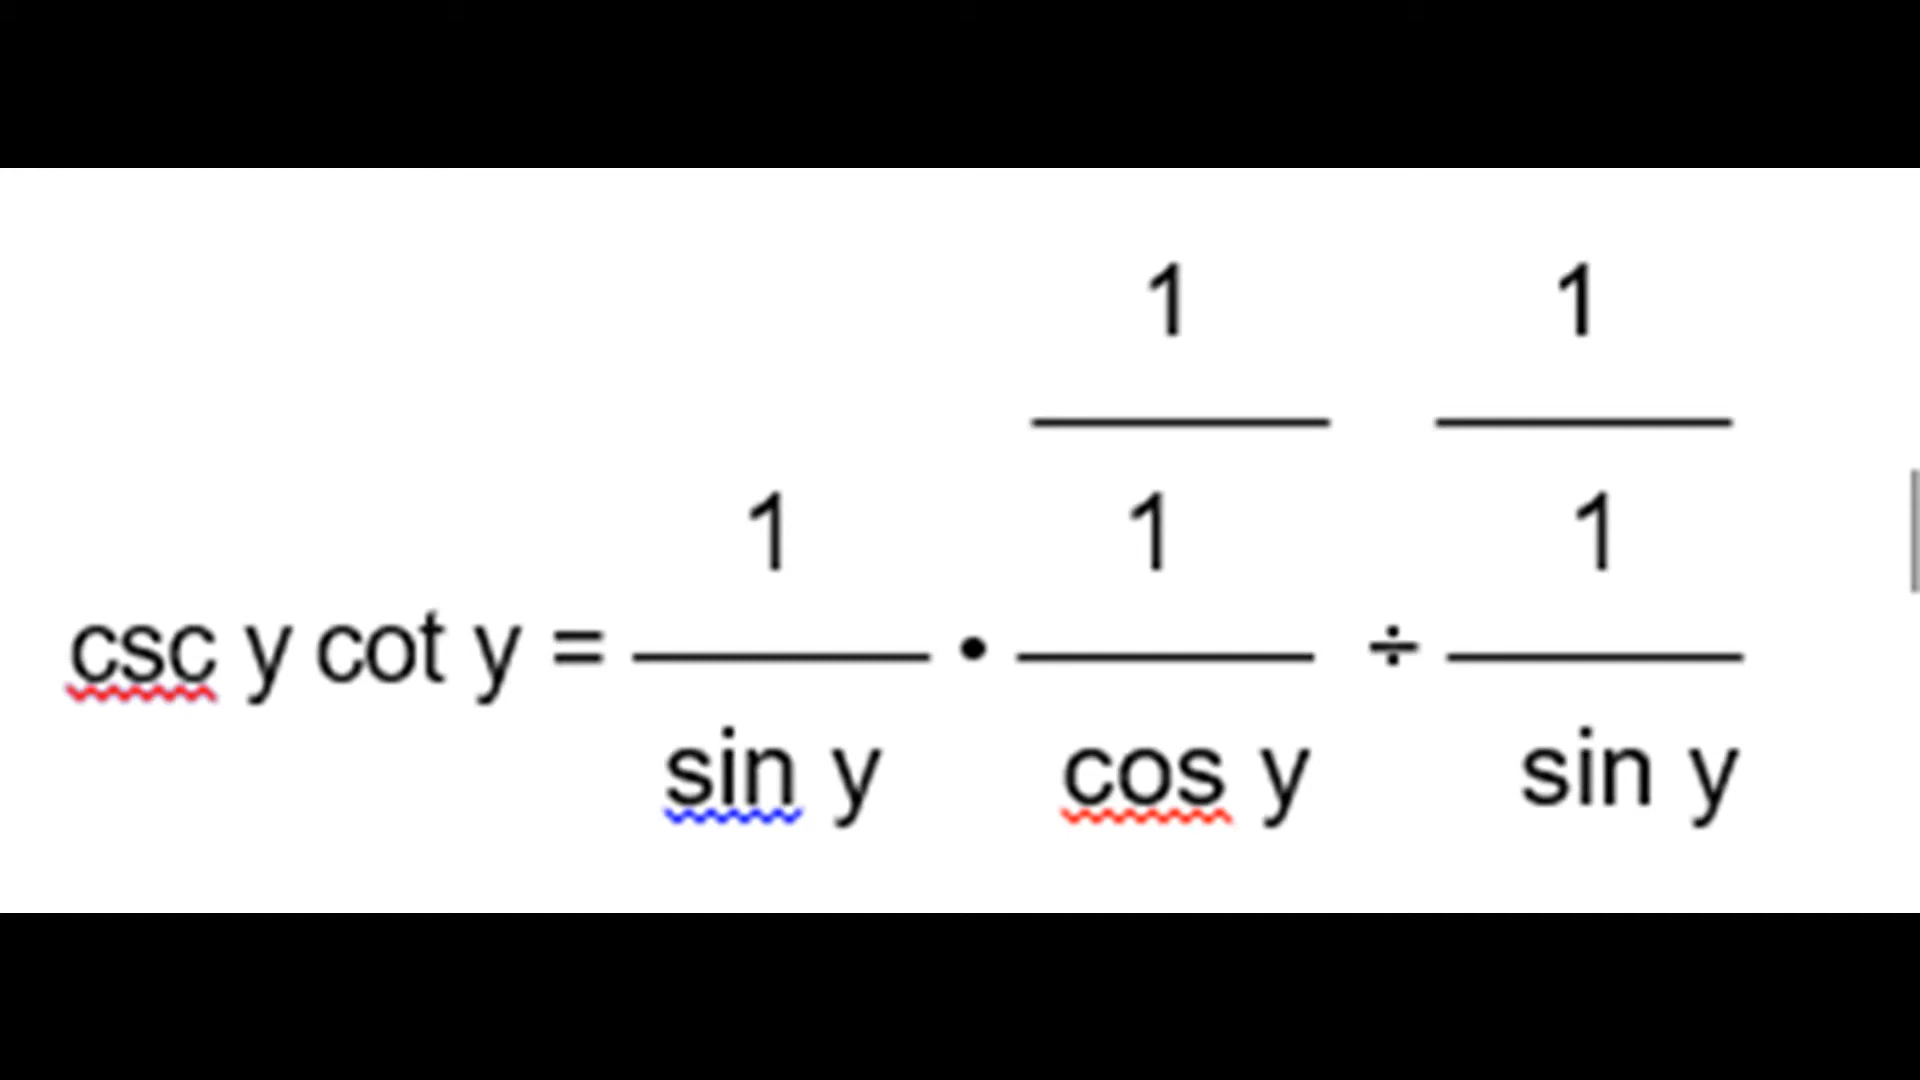 1 1
1 1 1
csc y cot y = • ÷
sin y cos y sin y